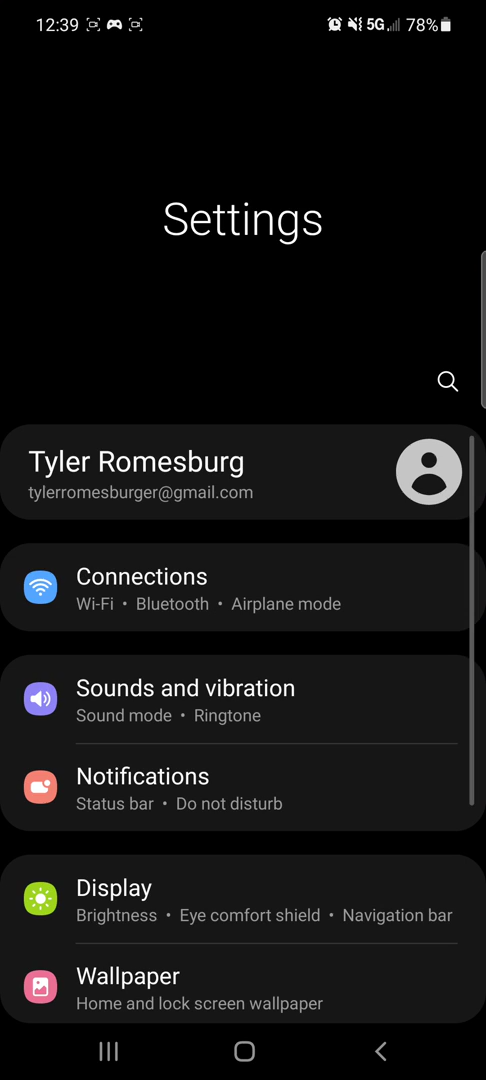 12:39 5G 78%
Settings
Tyler Romesburg
tylerromesburger@gmail.com
Connections
Wi-Fi • Bluetooth • Airplane mode
Sounds and vibration
Sound mode • Ringtone
Notifications
Status bar • Do not disturb
Display
Brightness • Eye comfort shield • Navigation bar
Wallpaper
Home and lock screen wallpaper